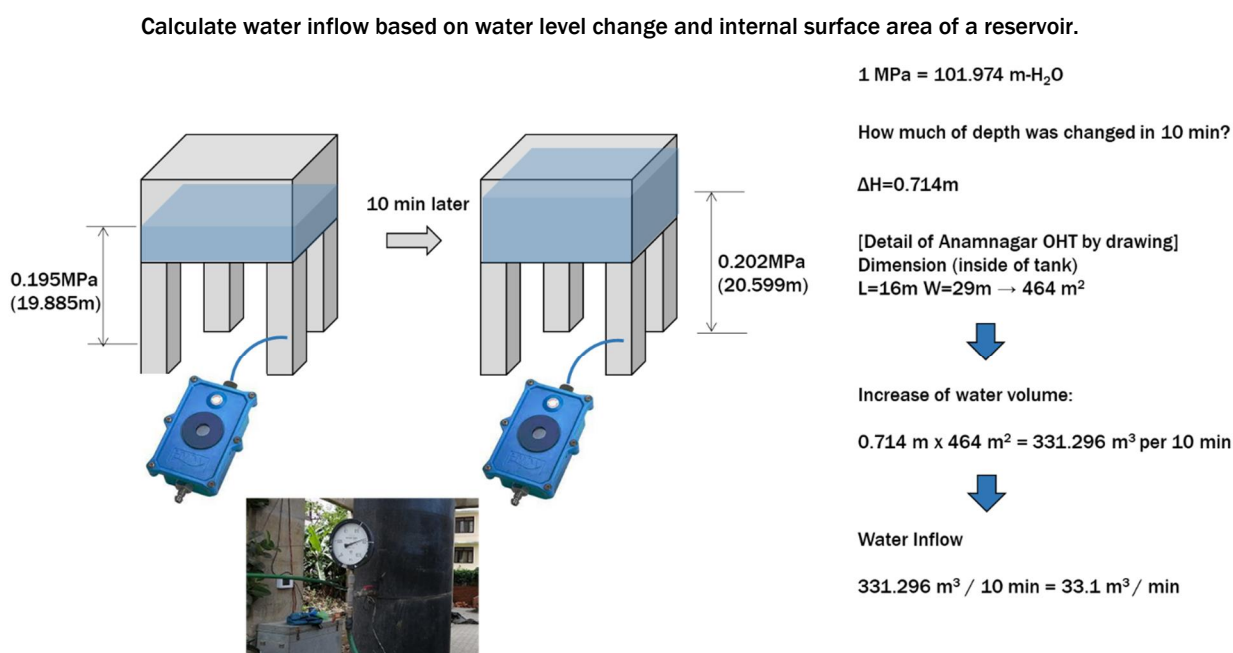 Calculate water inflow based on water level change and internal surface area of a reservoir.
1 MPa = 101.974 m-H₂O
How much of depth was changed in 10 min?
ΔH=0.714m
[Detail of Anamnagar OHT by drawing]
Dimension (inside of tank)
L=16m W=29m → 464 m²
Increase of water volume:
0.714 m x 464 m² = 331.296 m³ per 10 min
Water Inflow
331.296 m³ / 10 min = 33.1 m³ / min
0.195MPa
(19.885m)
10 min later
0.202MPa
(20.599m)